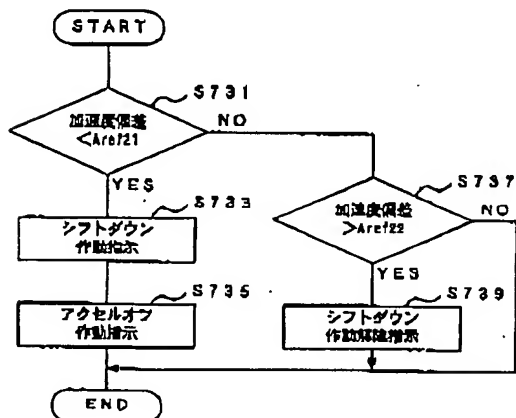 START
S731
加速度偏差
<Aref21
NO
YES
S733
シフトダウン
作動指示
S735
アクセルオフ
作動指示
S737
加速度偏差
>Aref22
NO
YES
S739
シフトダウン
作動解除指示
END